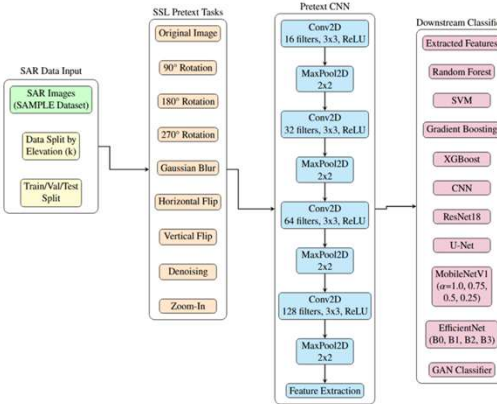 SAR Data Input
SAR Images
(SAMPLE Dataset)
Data Split by
Elevation (k)
Train/Val/Test
Split
SSL Pretext Tasks
Original Image
90° Rotation
180° Rotation
270° Rotation
Gaussian Blur
Horizontal Flip
Vertical Flip
Denoising
Zoom-In
Pretext CNN
Conv2D
16 filters, 3x3, ReLU
MaxPool2D
2x2
Conv2D
32 filters, 3x3, ReLU
MaxPool2D
2x2
Conv2D
64 filters, 3x3, ReLU
MaxPool2D
2x2
Conv2D
128 filters, 3x3, ReLU
MaxPool2D
2x2
Feature Extraction
Downstream Classifi
Extracted Features
Random Forest
SVM
Gradient Boosting
XGBoost
CNN
ResNet18
U-Net
MobileNetV1
(α=1.0, 0.75,
0.5, 0.25)
EfficientNet
(B0, B1, B2, B3)
GAN Classifier